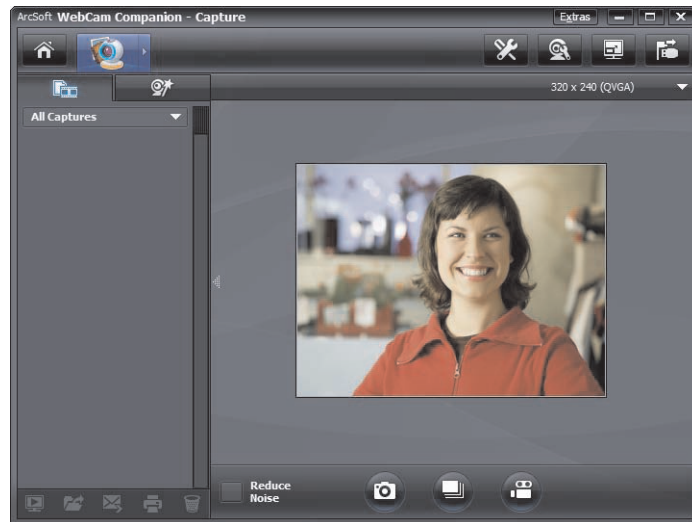 ArcSoft WebCam Companion - Capture
Extras
320 x 240 (QVGA)
All Captures
Reduce
Noise